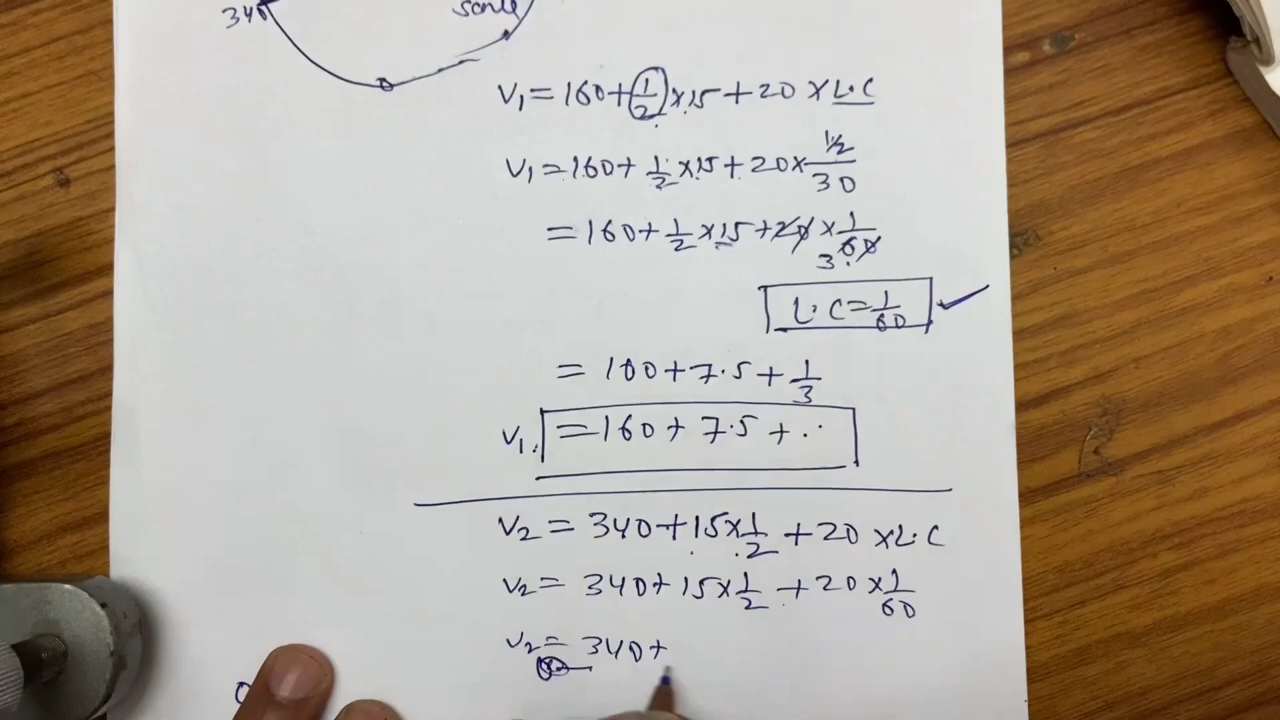 340
scale
V₁ = 160 + 1/2 × 15 + 20 × L.C
V₁ = 160 + 1/2 × 15 + 20 × 1/2/30
= 160 + 1/2 × 15 + 20 × 1/60
3
L.C = 1/60 ✓
= 160 + 7.5 + 1/3
V₁. = 160 + 7.5 + ..
V₂ = 340 + 15 × 1/2 + 20 × L.C
V₂ = 340 + 15 × 1/2 + 20 × 1/60
V₂ = 340 +